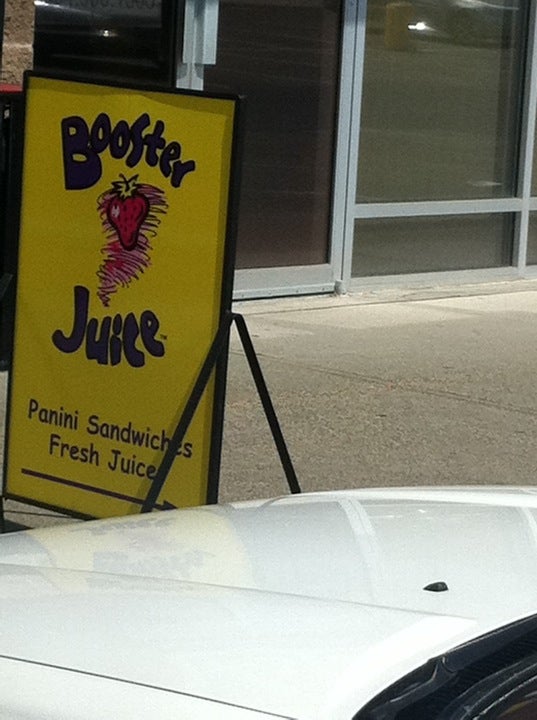 Booster
Juice
Panini Sandwiches
Fresh Juice